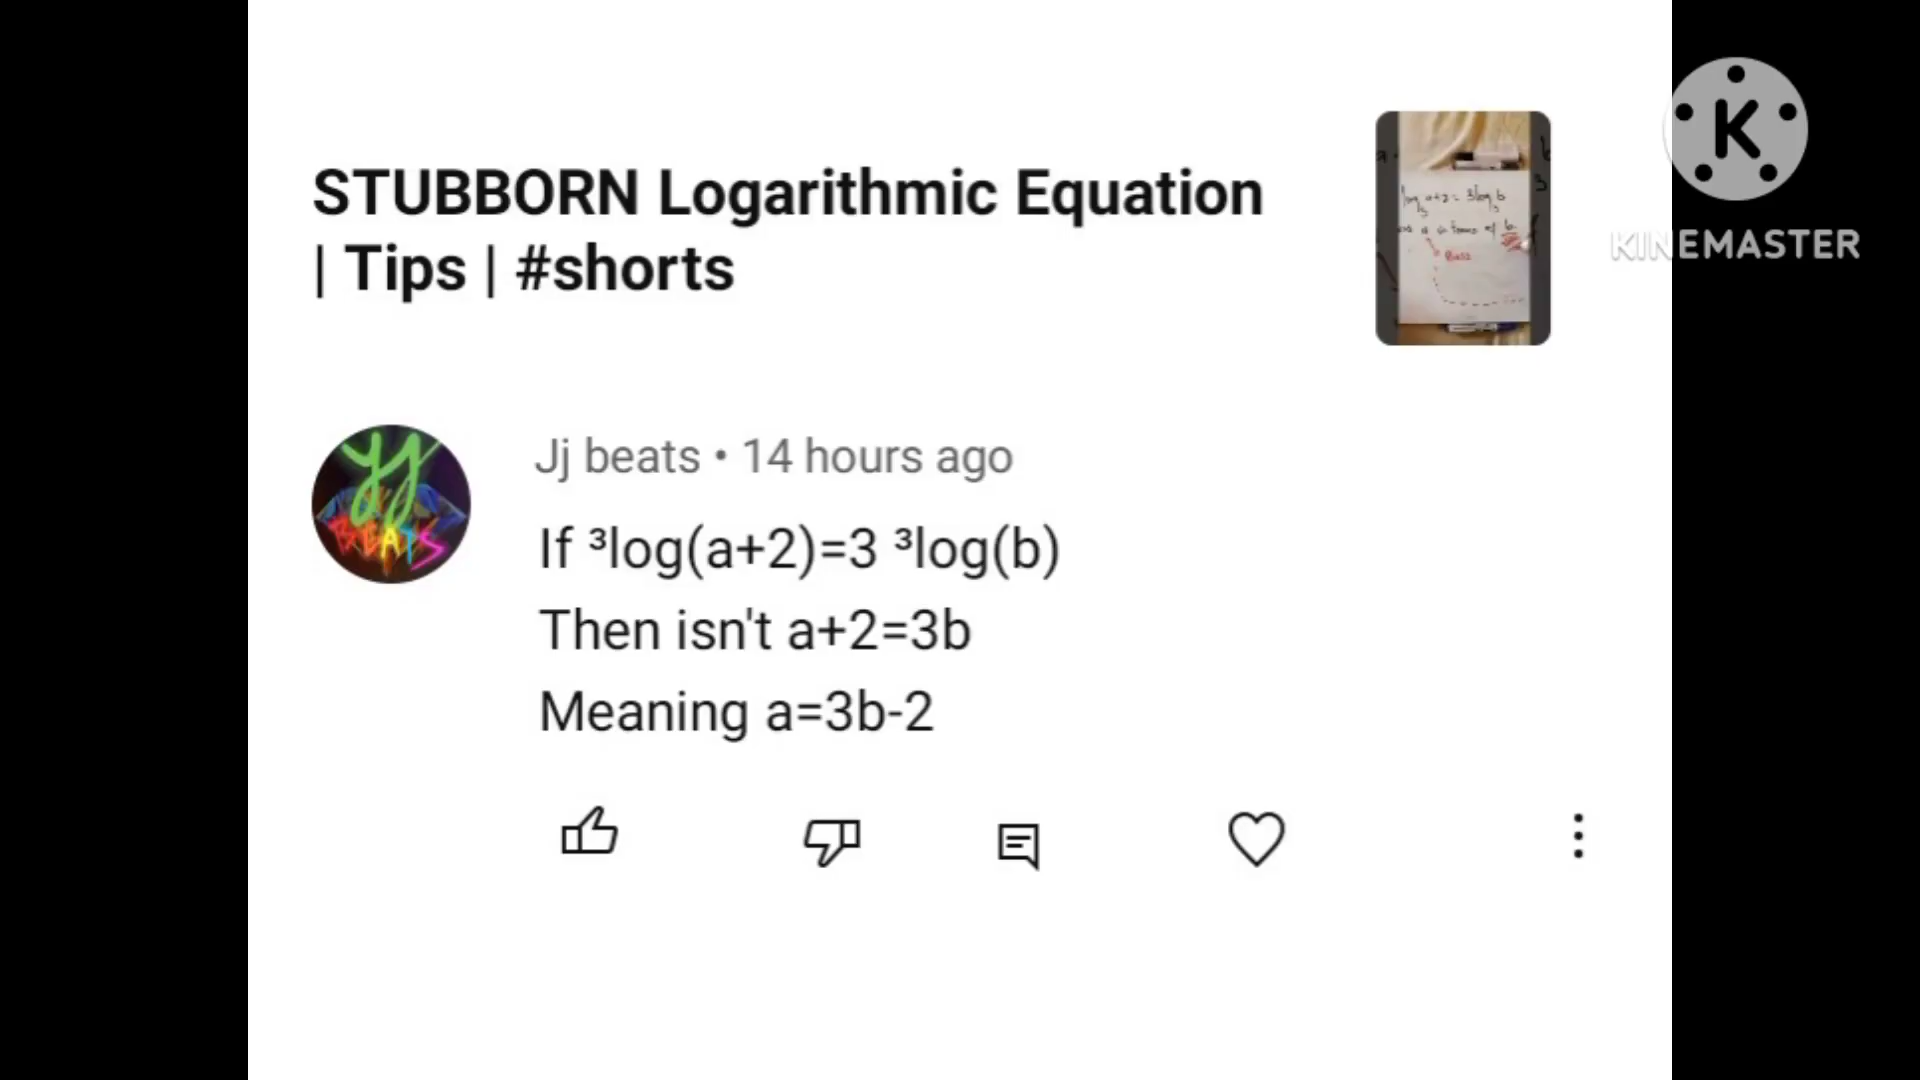 STUBBORN Logarithmic Equation
| Tips | #shorts
K
KINEMASTER
Jj beats • 14 hours ago
If ³log(a+2)=3 ³log(b)
Then isn't a+2=3b
Meaning a=3b-2